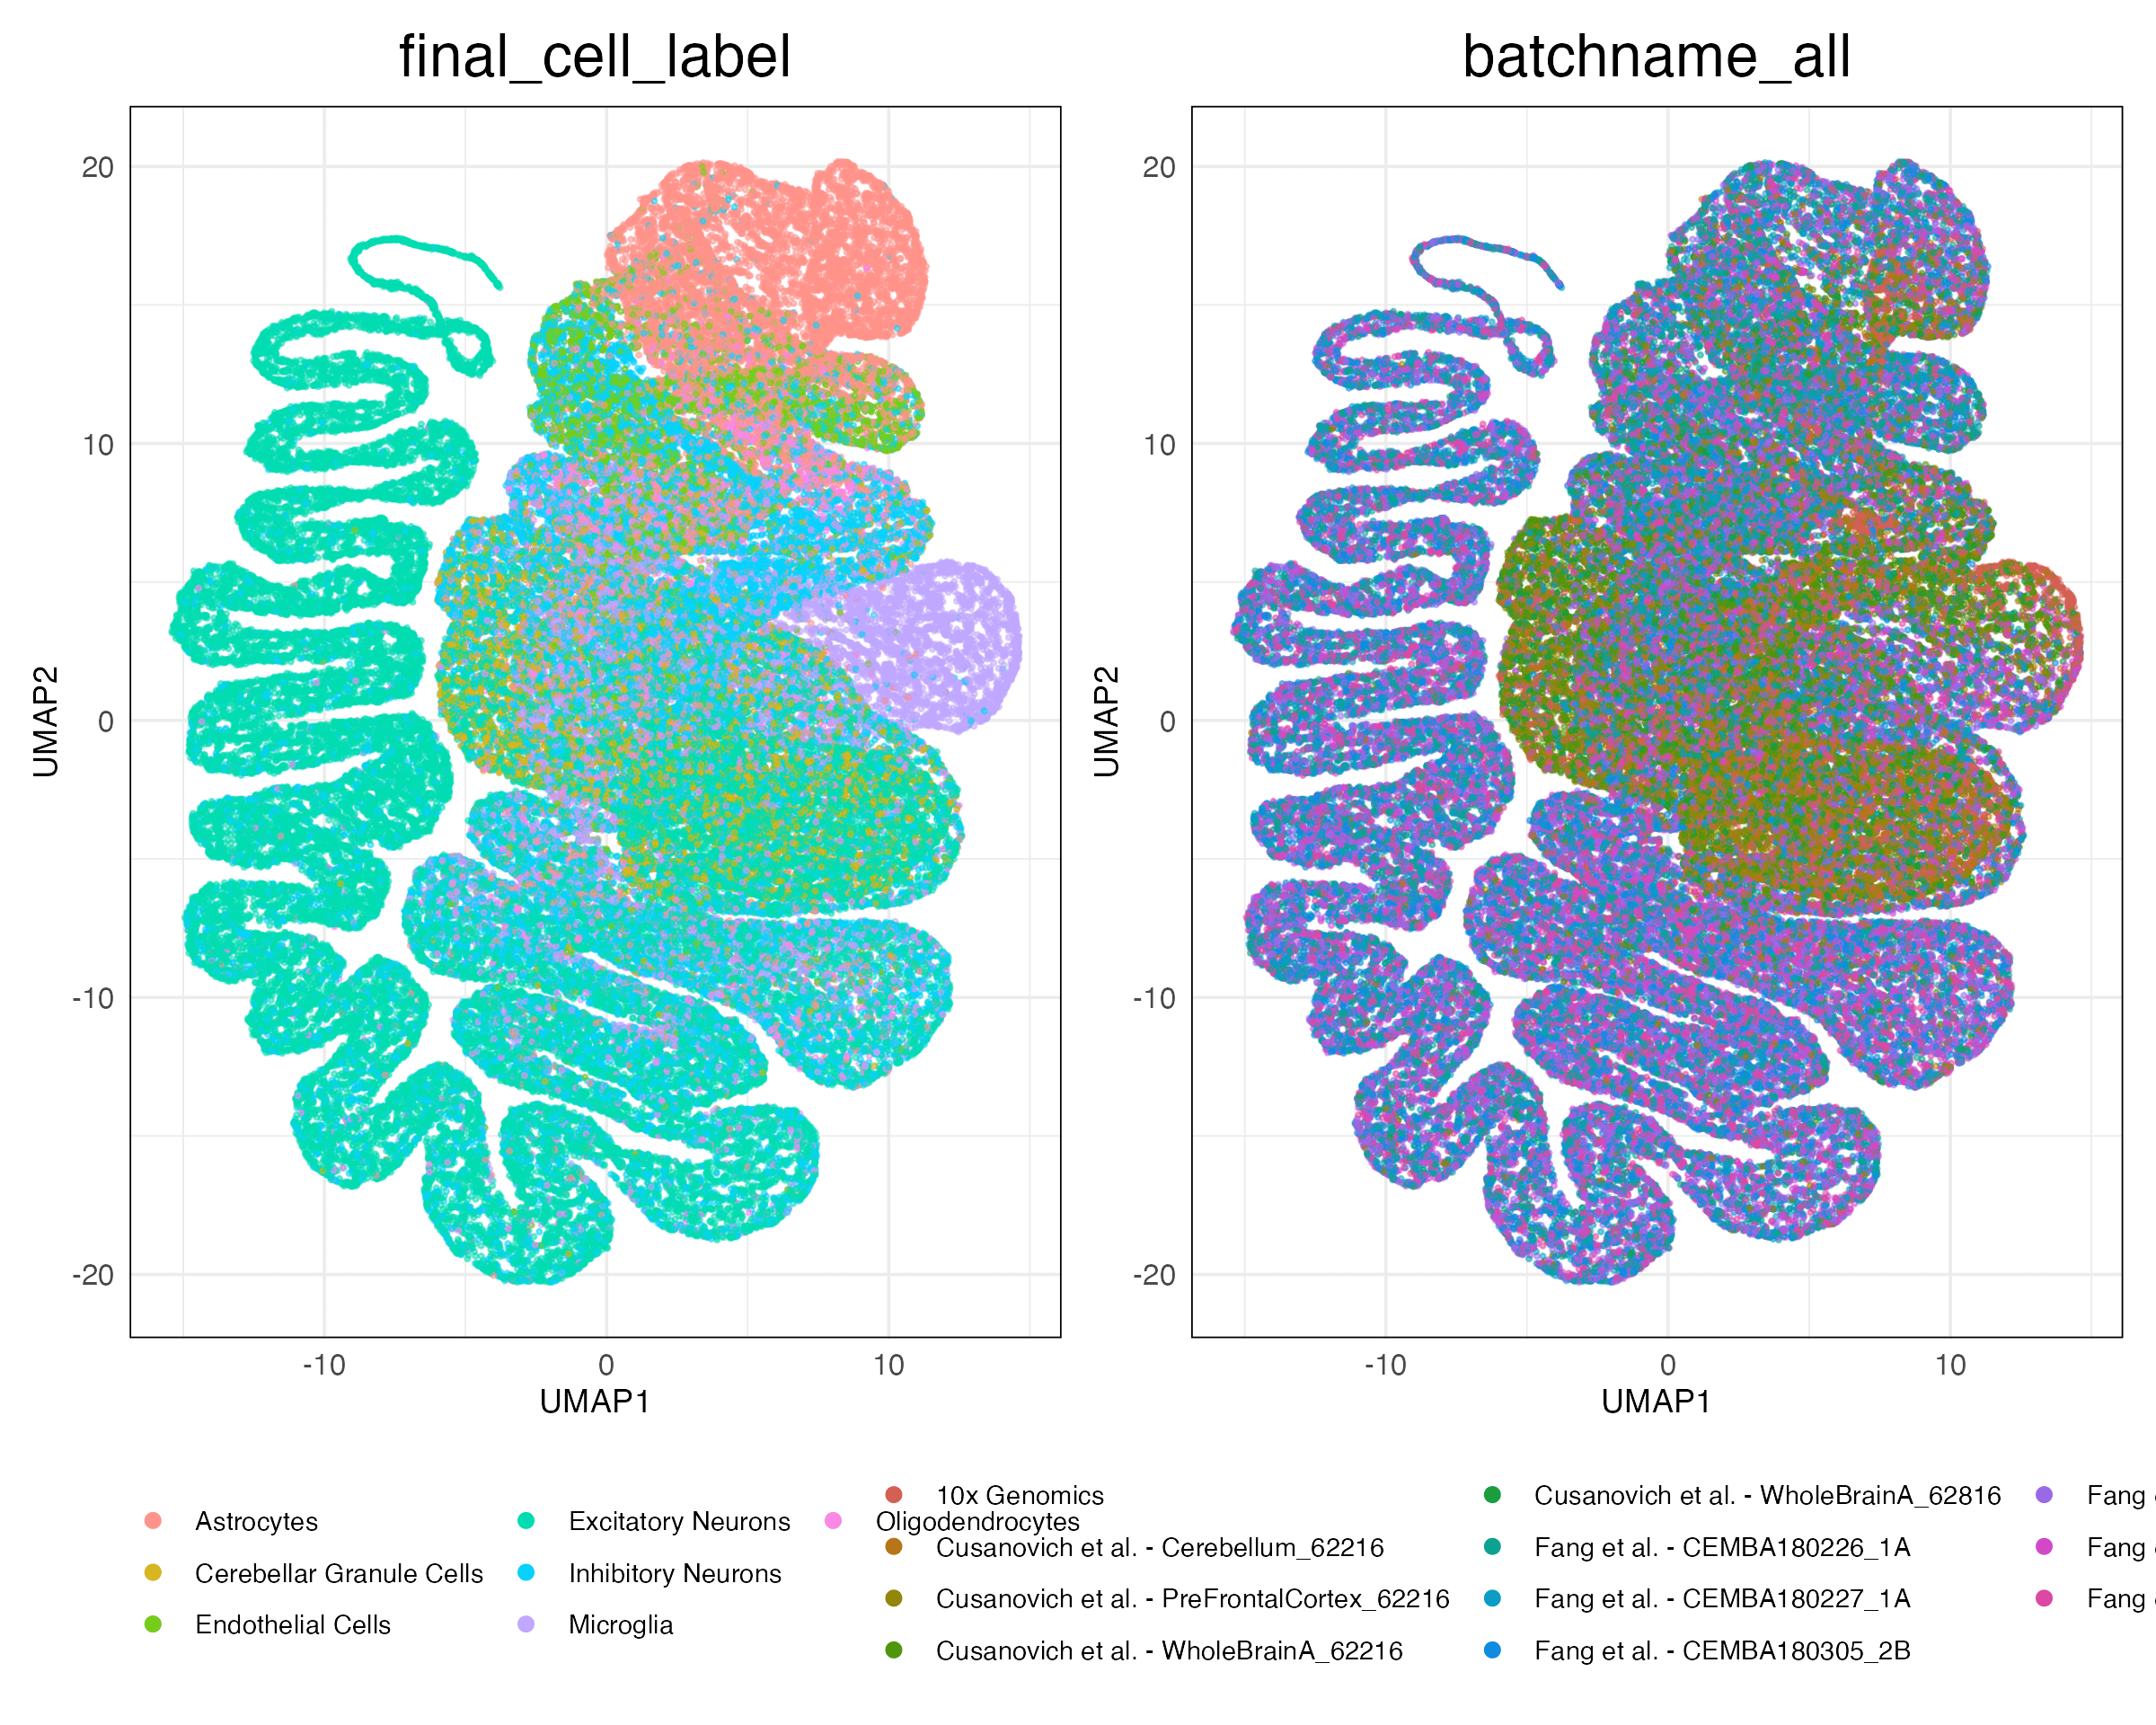 final_cell_label
batchname_all
20
10
0
-10
-20
UMAP2
-10 0 10
UMAP1
20
10
0
-10
-20
UMAP2
-10 0 10
UMAP1
Astrocytes
Cerebellar Granule Cells
Endothelial Cells
Excitatory Neurons
Inhibitory Neurons
Microglia
Oligodendrocytes
10x Genomics
Cusanovich et al. - Cerebellum_62216
Cusanovich et al. - PreFrontalCortex_62216
Cusanovich et al. - WholeBrainA_62216
Cusanovich et al. - WholeBrainA_62816
Fang et al. - CEMBA180226_1A
Fang et al. - CEMBA180227_1A
Fang et al. - CEMBA180305_2B
Fang
Fang
Fang